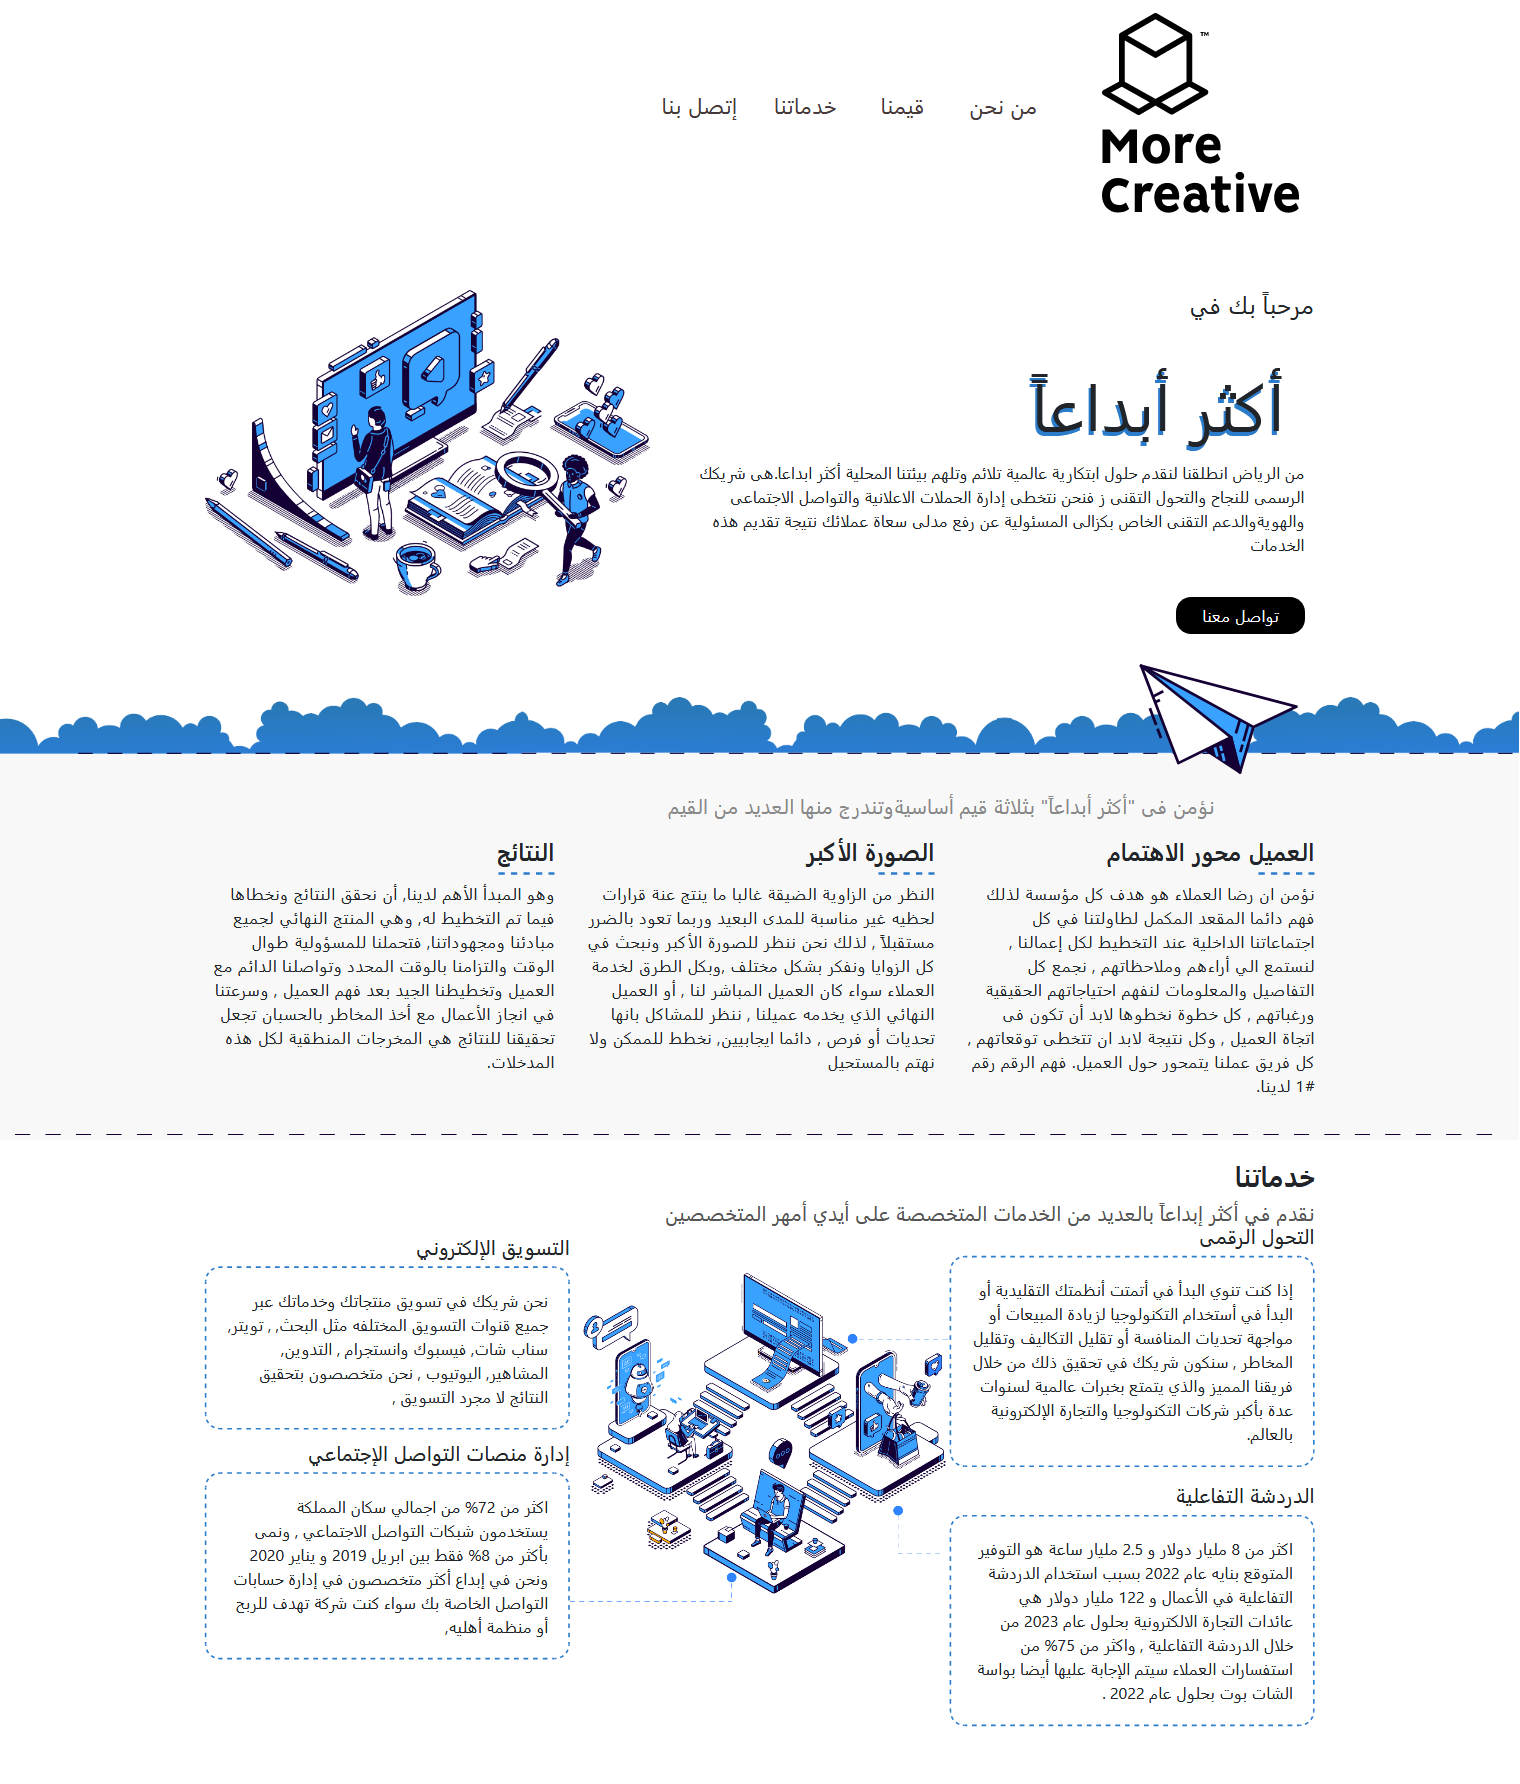 ™
More
Creative
من نحن
قيمنا
خدماتنا
إتصل بنا
مرحباً بك في
أكثر أبداعاً
من الرياض انطلقنا لنقدم حلول ابتكارية عالمية تلائم وتلهم بيئتنا المحلية أكثر ابداعا.هى شريكك
الرسمى للنجاح والتحول التقنى ز فنحن نتخطى إدارة الحملات الاعلانية والتواصل الاجتماعى
والهويةوالدعم التقنى الخاص بكزالى المسئولية عن رفع مدلى سعاة عملائك نتيجة تقديم هذه
الخدمات
تواصل معنا
نؤمن فى "أكثر أبداعاً" بثلاثة قيم أساسيةوتندرج منها العديد من القيم
العميل محور الاهتمام
نؤمن ان رضا العملاء هو هدف كل مؤسسة لذلك
فهم دائما المقعد المكمل لطاولتنا في كل
اجتماعاتنا الداخلية عند التخطيط لكل إعمالنا ,
لنستمع الي أراءهم وملاحظاتهم , نجمع كل
التفاصيل والمعلومات لنفهم احتياجاتهم الحقيقية
ورغباتهم , كل خطوة نخطوها لابد أن تكون فى
اتجاة العميل , وكل نتيجة لابد ان تتخطى توقعاتهم ,
كل فريق عملنا يتمحور حول العميل. فهم الرقم رقم
#1 لدينا.
الصورة الأكبر
النظر من الزاوية الضيقة غالبا ما ينتج عنة قرارات
لحظيه غير مناسبة للمدى البعيد وربما تعود بالضرر
مستقبلاً , لذلك نحن ننظر للصورة الأكبر ونبحث في
كل الزوايا ونفكر بشكل مختلف ,وبكل الطرق لخدمة
العملاء سواء كان العميل المباشر لنا , أو العميل
النهائي الذي يخدمه عميلنا , ننظر للمشاكل بانها
تحديات أو فرص , دائما ايجابيين, نخطط للممكن ولا
نهتم بالمستحيل
النتائج
وهو المبدأ الأهم لدينا, أن نحقق النتائج ونخطاها
فيما تم التخطيط له, وهي المنتج النهائي لجميع
مبادئنا ومجهوداتنا, فتحملنا للمسؤولية طوال
الوقت والتزامنا بالوقت المحدد وتواصلنا الدائم مع
العميل وتخطيطنا الجيد بعد فهم العميل , وسرعتنا
في انجاز الأعمال مع أخذ المخاطر بالحسبان تجعل
تحقيقنا للنتائج هي المخرجات المنطقية لكل هذه
المدخلات.
خدماتنا
نقدم في أكثر إبداعاً بالعديد من الخدمات المتخصصة على أيدي أمهر المتخصصين
التحول الرقمى
إذا كنت تنوي البدأ في أتمتت أنظمتك التقليدية أو
البدأ في أستخدام التكنولوجيا لزيادة المبيعات أو
مواجهة تحديات المنافسة أو تقليل التكاليف وتقليل
المخاطر , سنكون شريكك في تحقيق ذلك من خلال
فريقنا المميز والذي يتمتع بخبرات عالمية لسنوات
عدة بأكبر شركات التكنولوجيا والتجارة الإلكترونية
بالعالم.
الدردشة التفاعلية
اكثر من 8 مليار دولار و 2.5 مليار ساعة هو التوفير
المتوقع بنايه عام 2022 بسبب استخدام الدردشة
التفاعلية في الأعمال و 122 مليار دولار هي
عائدات التجارة الالكترونية بحلول عام 2023 من
خلال الدردشة التفاعلية , واكثر من 75% من
استفسارات العملاء سيتم الإجابة عليها أيضا بواسة
الشات بوت بحلول عام 2022 .
التسويق الإلكتروني
نحن شريكك في تسويق منتجاتك وخدماتك عبر
جميع قنوات التسويق المختلفه مثل البحث, , تويتر,
سناب شات, فيسبوك وانستجرام , التدوين,
المشاهير, اليوتيوب , نحن متخصصون بتحقيق
النتائج لا مجرد التسويق ,
إدارة منصات التواصل الإجتماعي
اكثر من 72% من اجمالي سكان المملكة
يستخدمون شبكات التواصل الاجتماعي , ونمى
بأكثر من 8% فقط بين ابريل 2019 و يناير 2020
ونحن في إبداع أكثر متخصصون في إدارة حسابات
التواصل الخاصة بك سواء كنت شركة تهدف للربح
أو منظمة أهليه,